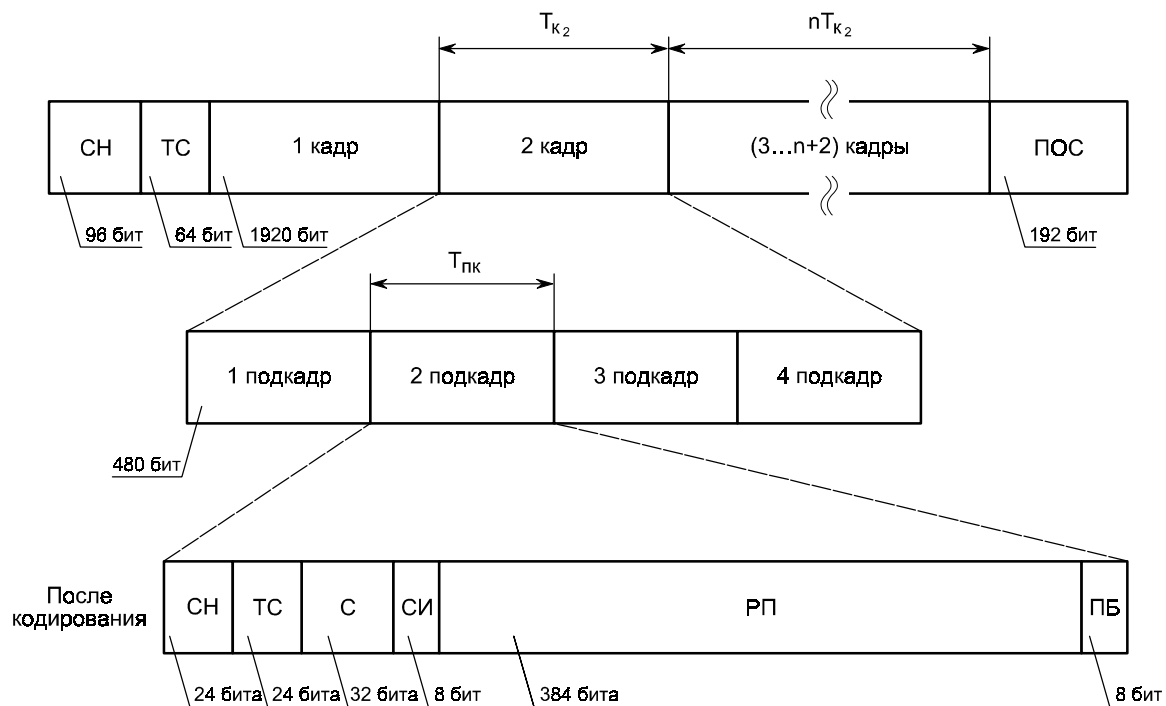 Tк2
nTк2
СН
ТС
1 кадр
2 кадр
(3...n+2) кадры
ПОС
96 бит
64 бит
1920 бит
192 бит
Tпк
1 подкадр
2 подкадр
3 подкадр
4 подкадр
480 бит
После
кодирования
СН
ТС
С
СИ
РП
ПБ
24 бита
24 бита
32 бита
8 бит
384 бита
8 бит